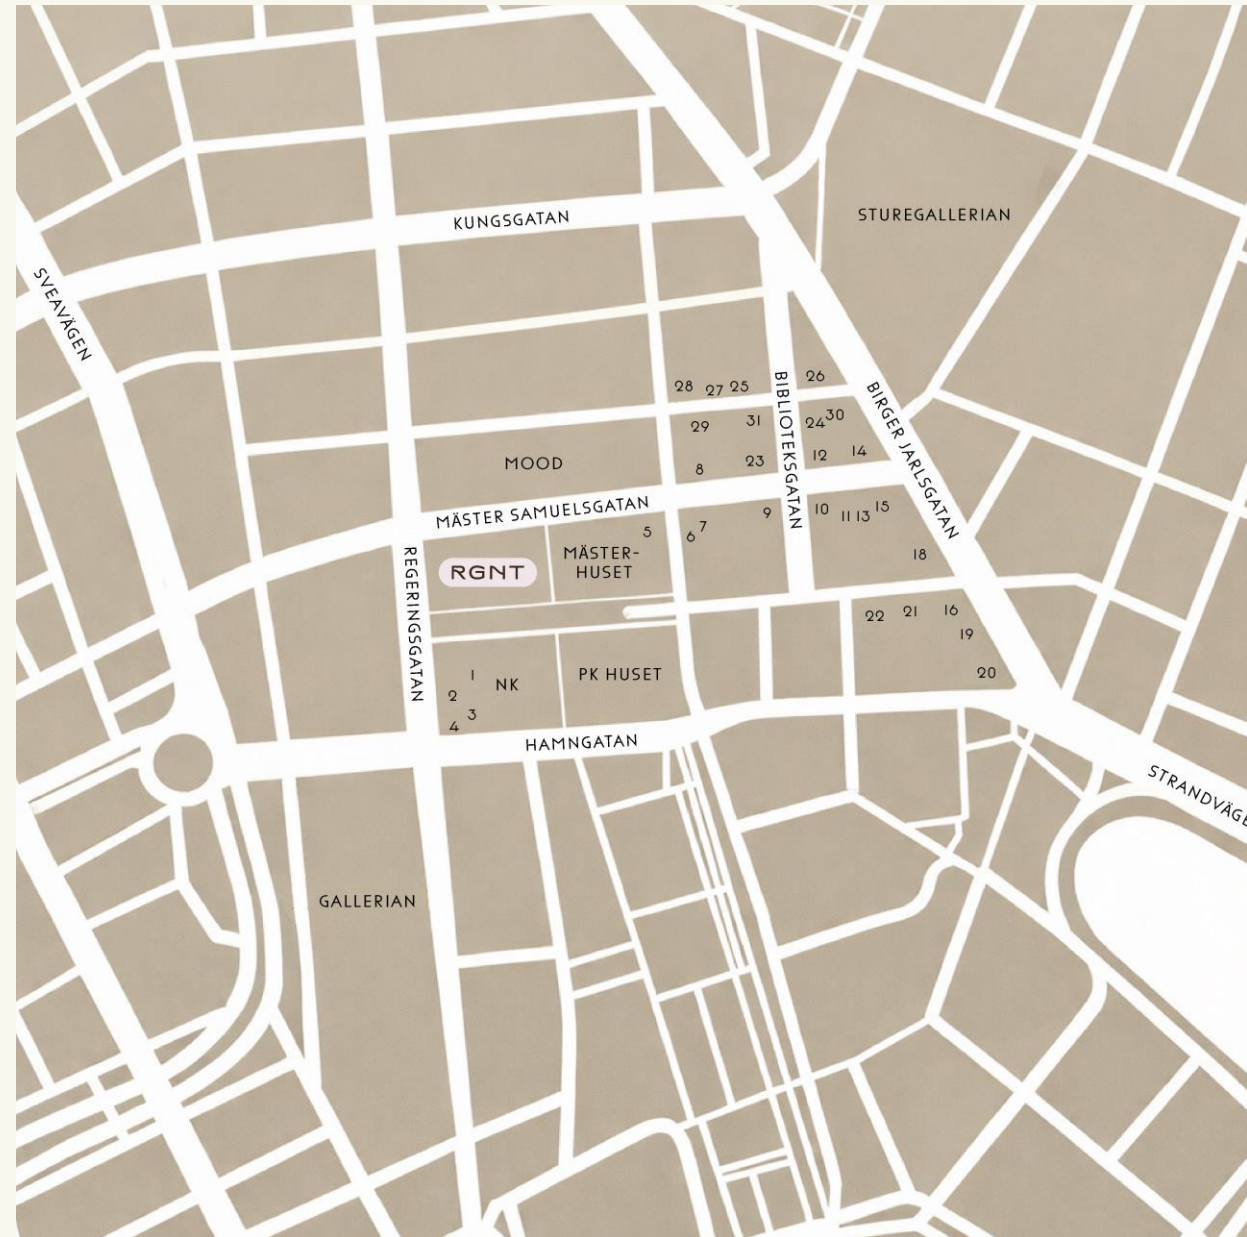 KUNGSGATAN
STUREGALLERIAN
SVEAVÄGEN
28 27 25
26
BIBLIOTEKSGATAN
BIRGER JARLSGATAN
29 31 24 30
MOOD
8 23 12 14
MÄSTER SAMUELSGATAN
5 6 7 9 10 11 13 15
REGERINGSGATAN
RGNT
MÄSTER-
HUSET
18
22 21 16
19
1
2 NK
PK HUSET
20
3
4
HAMNGATAN
GALLERIAN